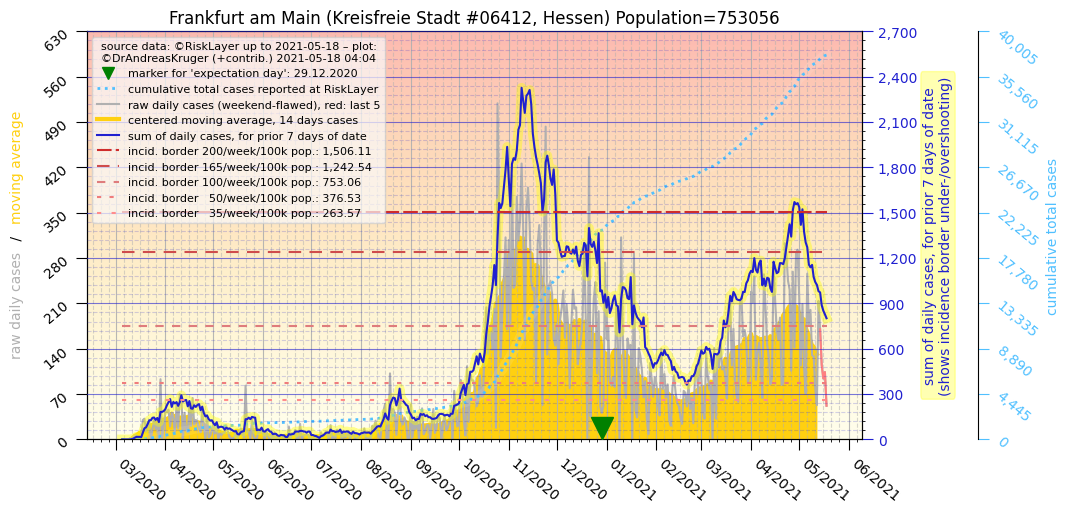 Frankfurt am Main (Kreisfreie Stadt #06412, Hessen) Population=753056
source data: ©RiskLayer up to 2021-05-18 – plot:
©DrAndreasKruger (+contrib.) 2021-05-18 04:04
marker for 'expectation day': 29.12.2020
cumulative total cases reported at RiskLayer
raw daily cases (weekend-flawed), red: last 5
centered moving average, 14 days cases
sum of daily cases, for prior 7 days of date
incid. border 200/week/100k pop.: 1,506.11
incid. border 165/week/100k pop.: 1,242.54
incid. border 100/week/100k pop.: 753.06
incid. border   50/week/100k pop.: 376.53
incid. border   35/week/100k pop.: 263.57
raw daily cases / moving average
630
560
490
420
350
280
210
140
70
0
03/2020
04/2020
05/2020
06/2020
07/2020
08/2020
09/2020
10/2020
11/2020
12/2020
01/2021
02/2021
03/2021
04/2021
05/2021
06/2021
2,700
2,400
2,100
1,800
1,500
1,200
900
600
300
0
sum of daily cases, for prior 7 days of date
(shows incidence border under-/overshooting)
40,005
35,560
31,115
26,670
22,225
17,780
13,335
8,890
4,445
0
cumulative total cases